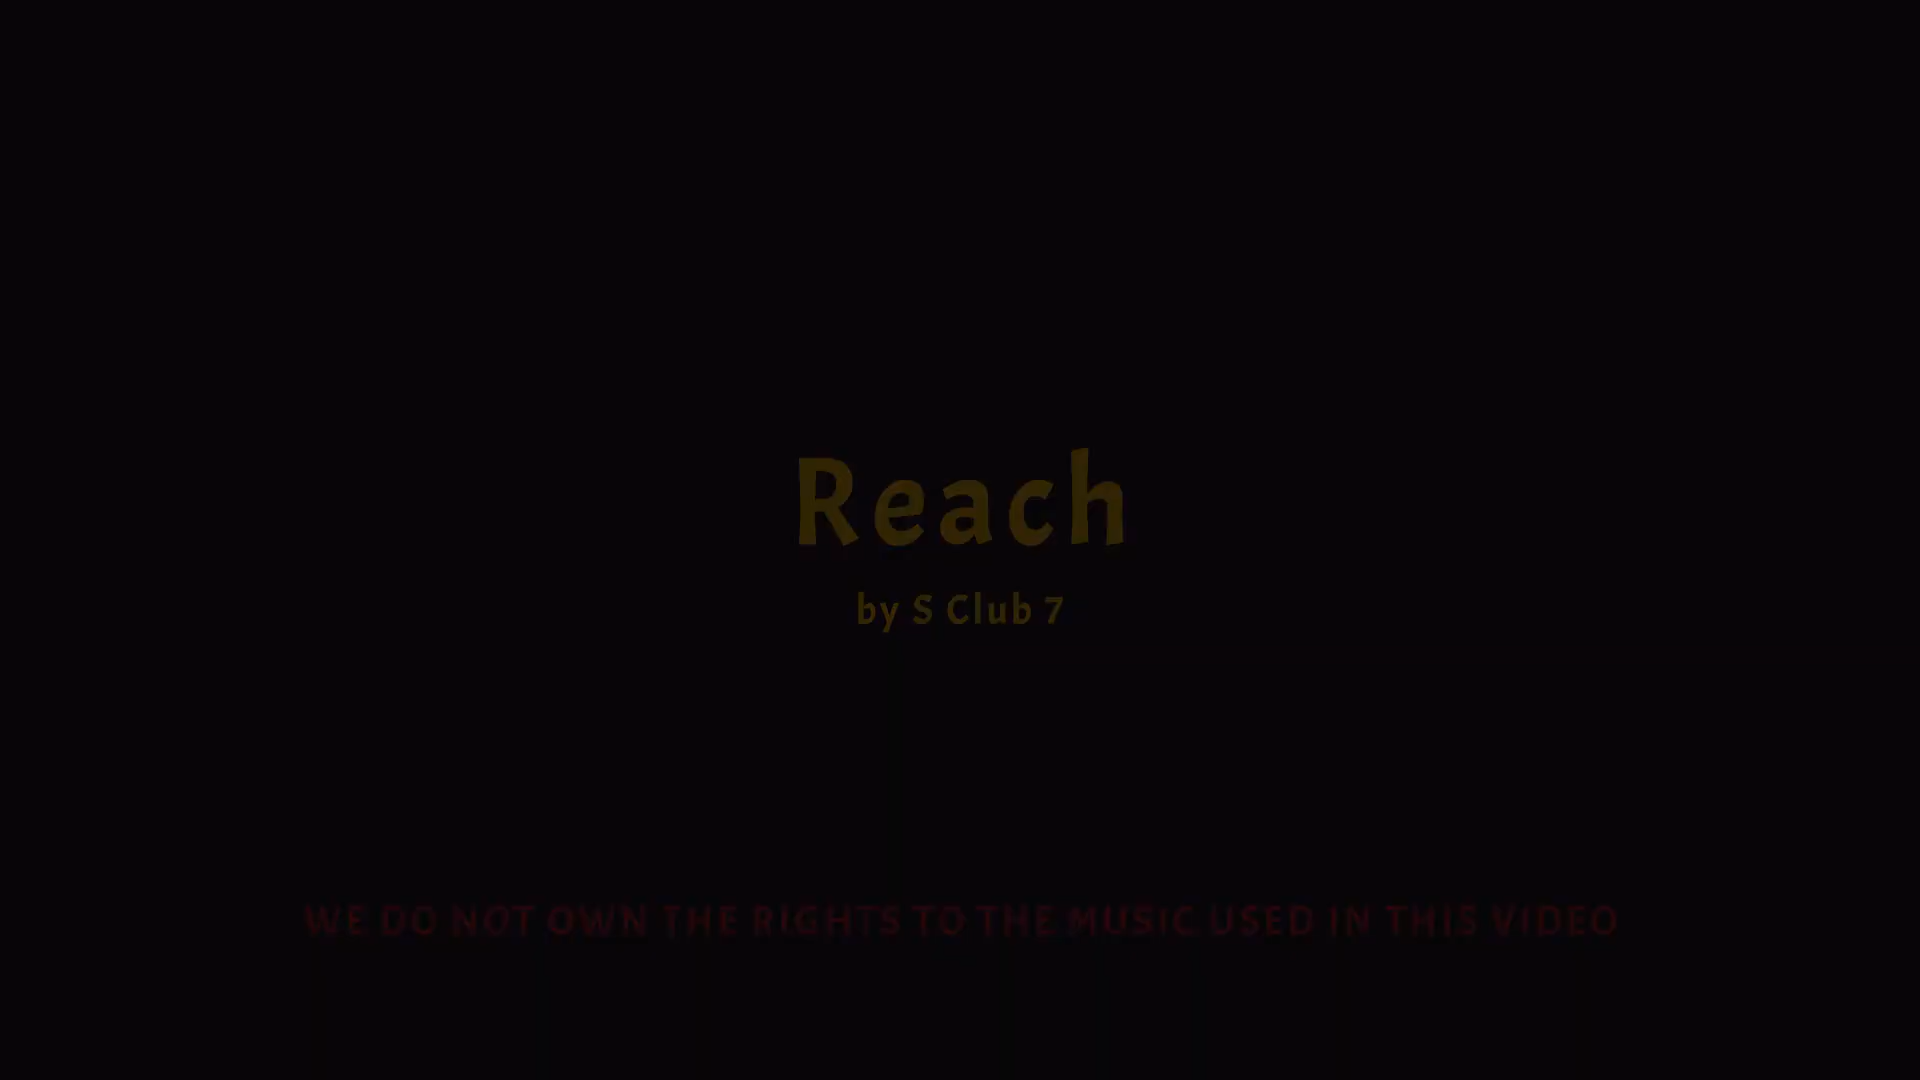 Reach
by S Club 7
WE DO NOT OWN THE RIGHTS TO THE MUSIC USED IN THIS VIDEO